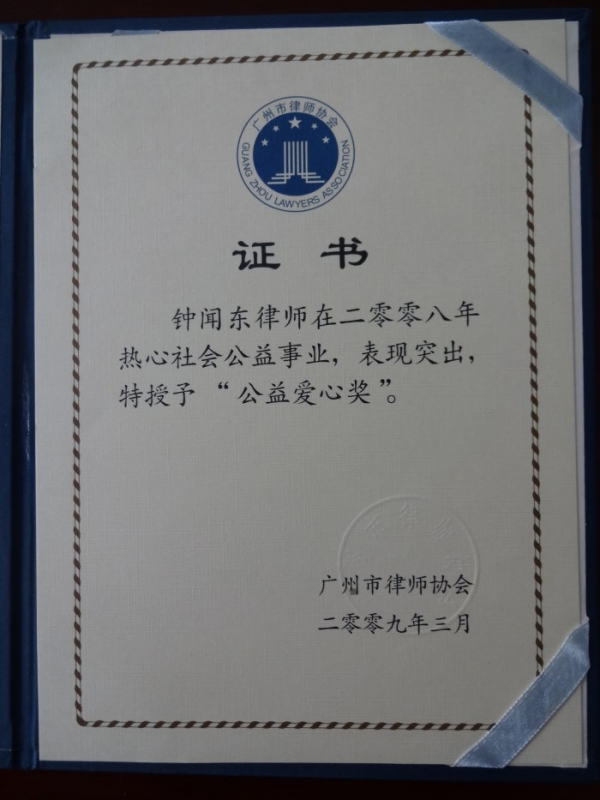 广州市律师协会
GUANG ZHOU LAWYERS ASSOCIATION
证书
钟闻东律师在二零零八年
热心社会公益事业，表现突出，
特授予“公益爱心奖”。
广州市律师协会
二零零九年三月